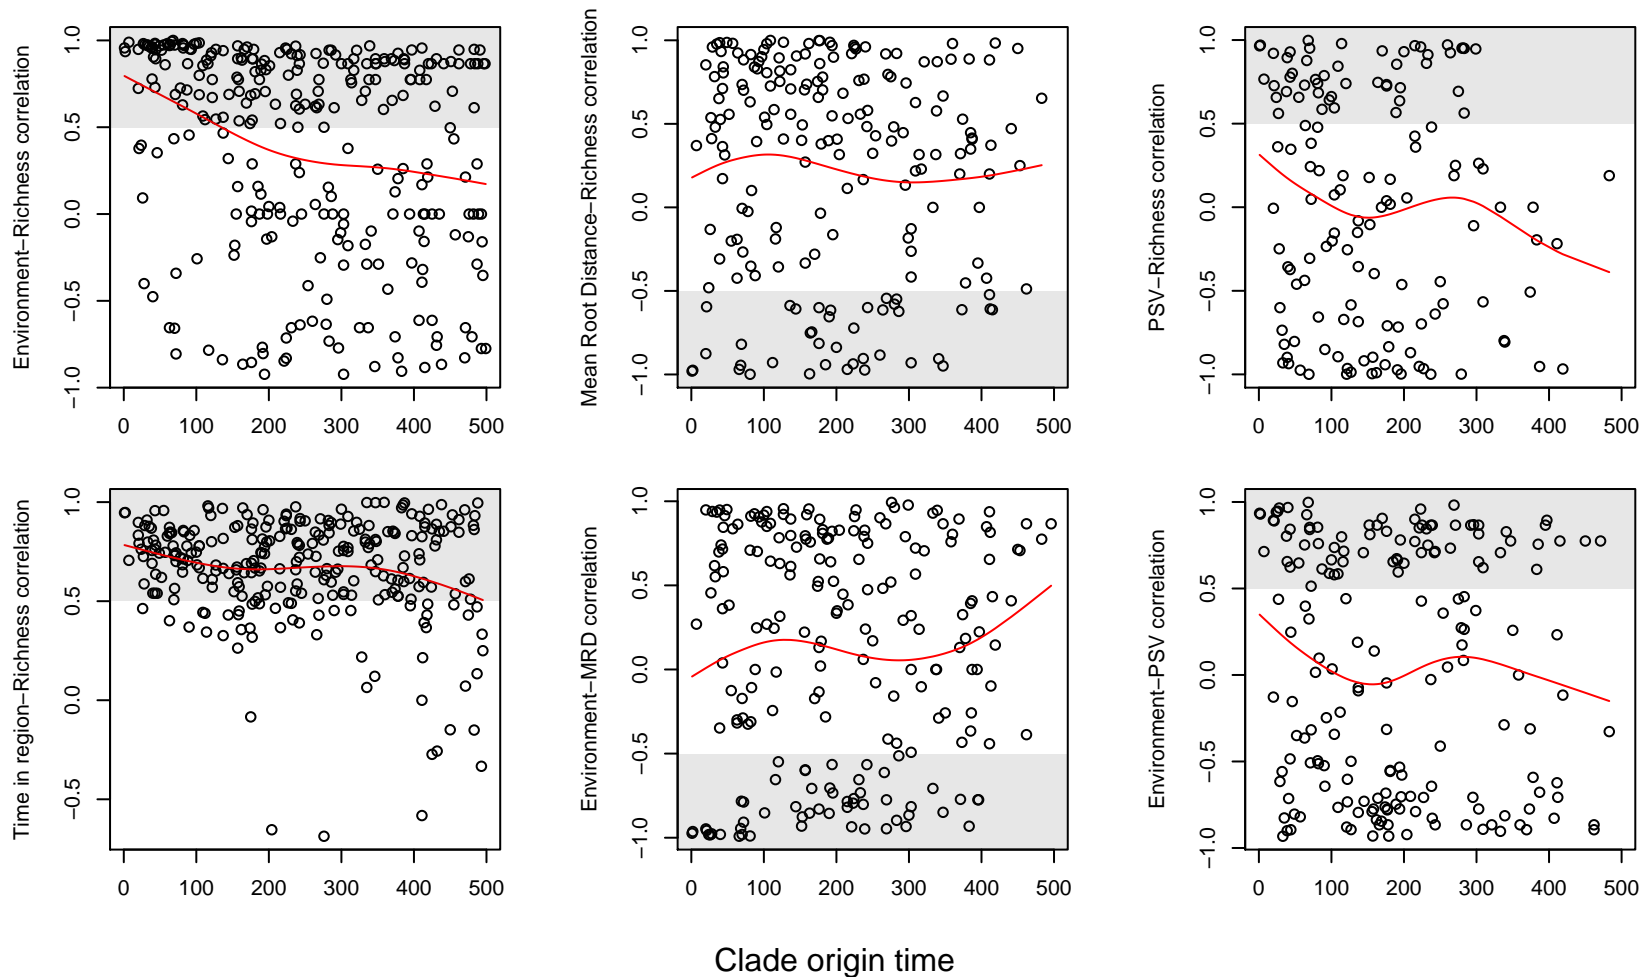 Environment−Richness correlation
1.0
0.5
0.0
−0.5
−1.0
0 100 200 300 400 500
Mean Root Distance−Richness correlation
1.0
0.5
0.0
−0.5
−1.0
0 100 200 300 400 500
PSV−Richness correlation
1.0
0.5
0.0
−0.5
−1.0
0 100 200 300 400 500
Time in region−Richness correlation
1.0
0.5
0.0
−0.5
0 100 200 300 400 500
Environment−MRD correlation
1.0
0.5
0.0
−0.5
−1.0
0 100 200 300 400 500
Environment−PSV correlation
1.0
0.5
0.0
−0.5
−1.0
0 100 200 300 400 500
Clade origin time